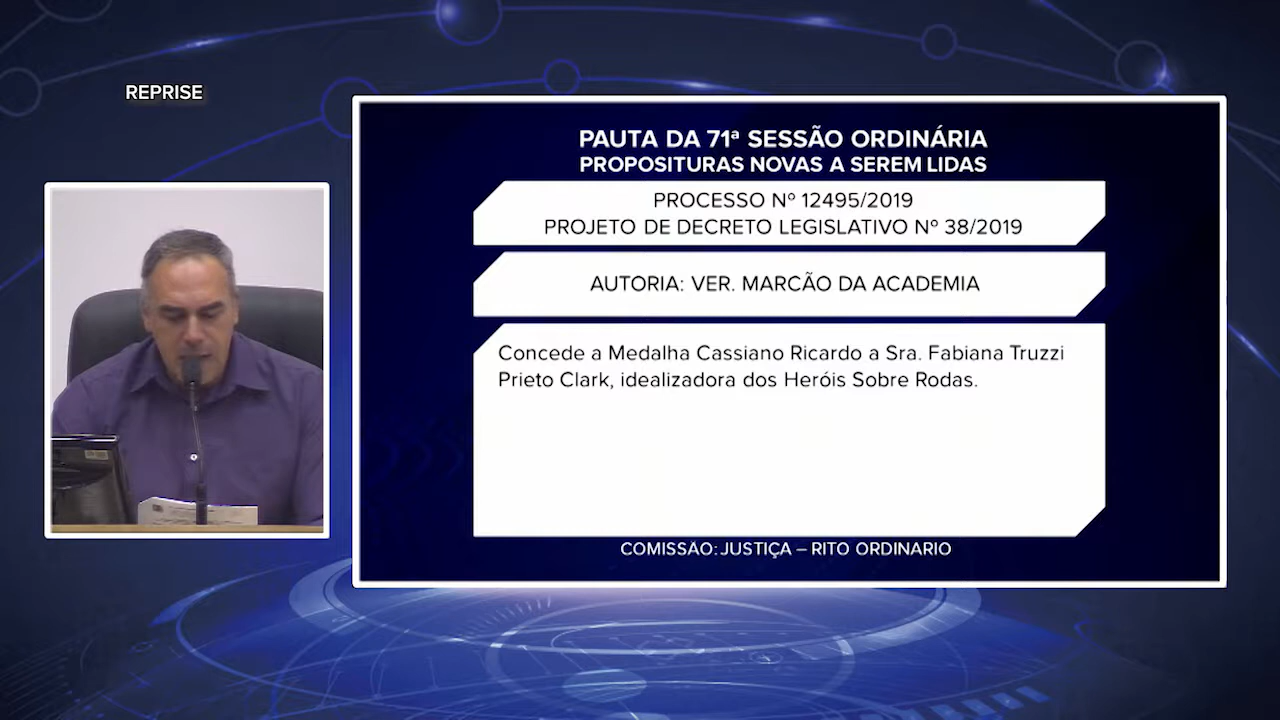 REPRISE
PAUTA DA 71ª SESSÃO ORDINÁRIA
PROPOSITURAS NOVAS A SEREM LIDAS
PROCESSO Nº 12495/2019
PROJETO DE DECRETO LEGISLATIVO Nº 38/2019
AUTORIA: VER. MARCÃO DA ACADEMIA
Concede a Medalha Cassiano Ricardo a Sra. Fabiana Truzzi
Prieto Clark, idealizadora dos Heróis Sobre Rodas.
COMISSÃO: JUSTIÇA – RITO ORDINARIO